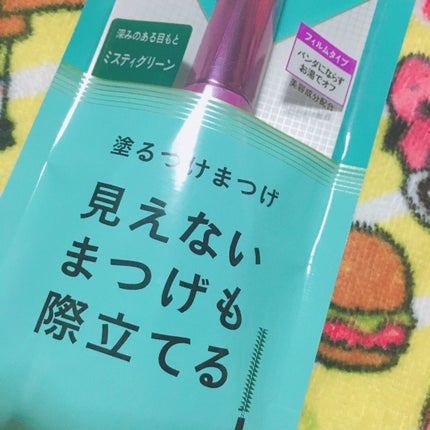 深みのある目もと
ミスティグリーン
フィルムタイプ
パンダにならず
お湯でオフ
美容成分配合
塗るつけまつげ
見えない
まつげも
際立てる